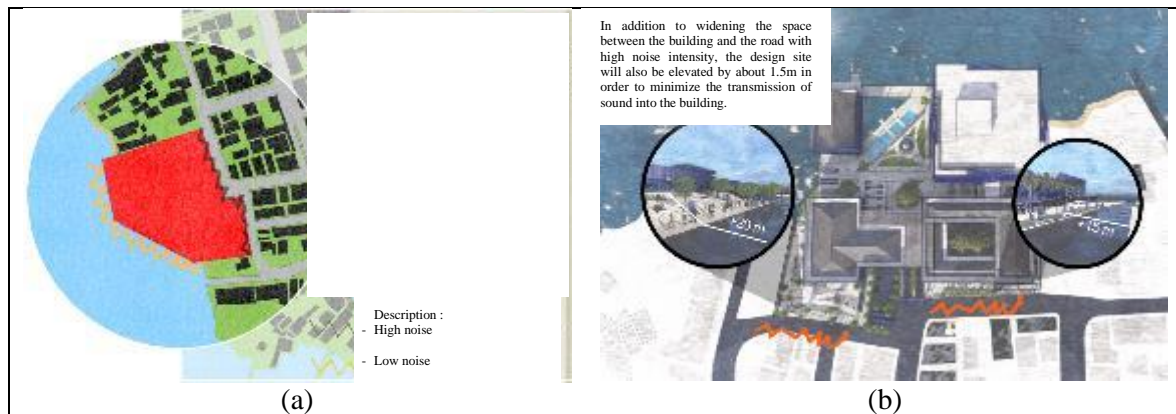 In addition to widening the space
between the building and the road with
high noise intensity, the design site
will also be elevated by about 1.5m in
order to minimize the transmission of
sound into the building.
Description :
- High noise
- Low noise
(a)
(b)